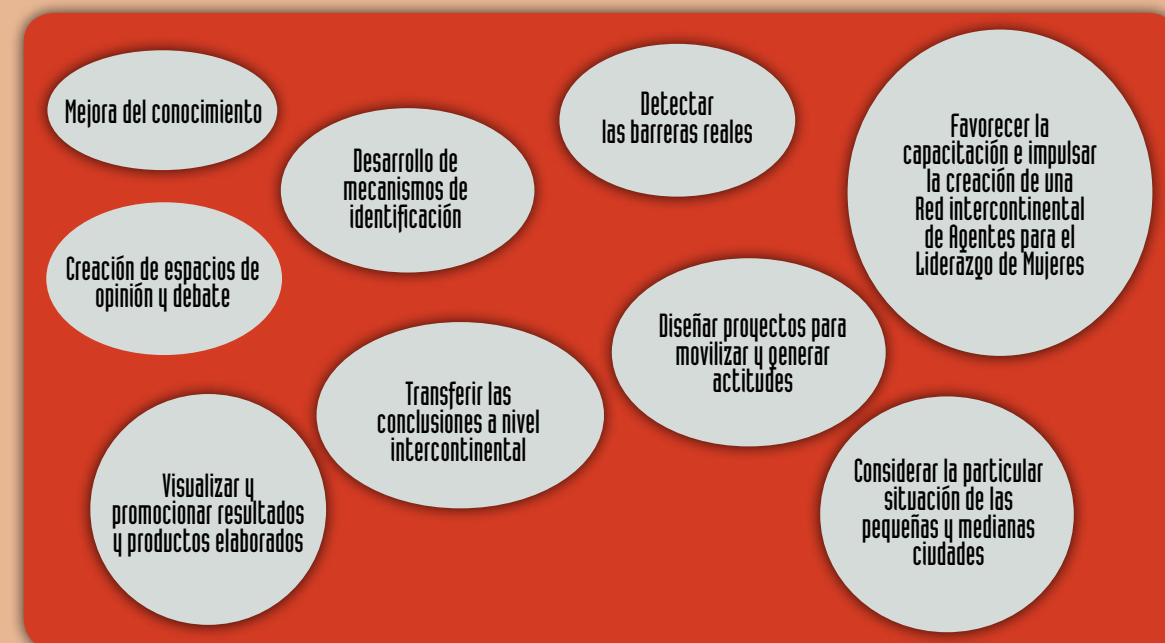 Mejora del conocimiento
Desarrollo de
mecanismos de
identificación
Detectar
las barreras reales
Favorecer la
capacitación e impulsar
la creación de una
Red intercontinental
de Agentes para el
Liderazgo de Mujeres
Creación de espacios de
opinión y debate
Transferir las
conclusiones a nivel
intercontinental
Diseñar proyectos para
movilizar y generar
actitudes
Visualizar y
promocionar resultados
y productos elaborados
Considerar la particular
situación de las
pequeñas y medianas
ciudades